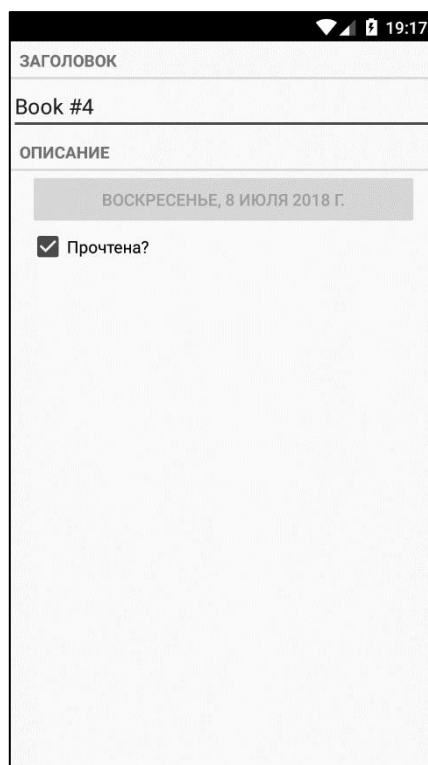 19:17
ЗАГОЛОВОК
Book #4
ОПИСАНИЕ
ВОСКРЕСЕНЬЕ, 8 ИЮЛЯ 2018 Г.
Прочтена?